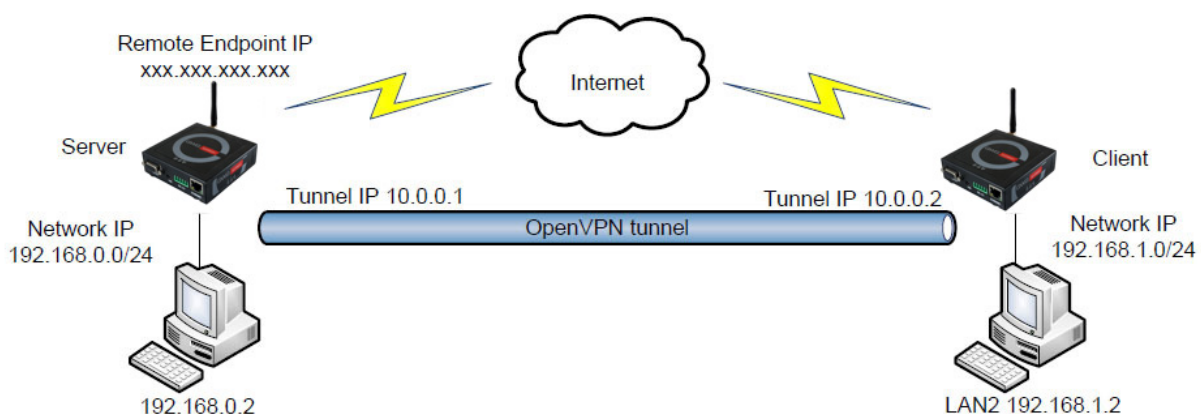 Remote Endpoint IP
xxx.xxx.xxx.xxx
Internet
Server
Client
Tunnel IP 10.0.0.1
Tunnel IP 10.0.0.2
OpenVPN tunnel
Network IP
192.168.0.0/24
Network IP
192.168.1.0/24
192.168.0.2
LAN2 192.168.1.2